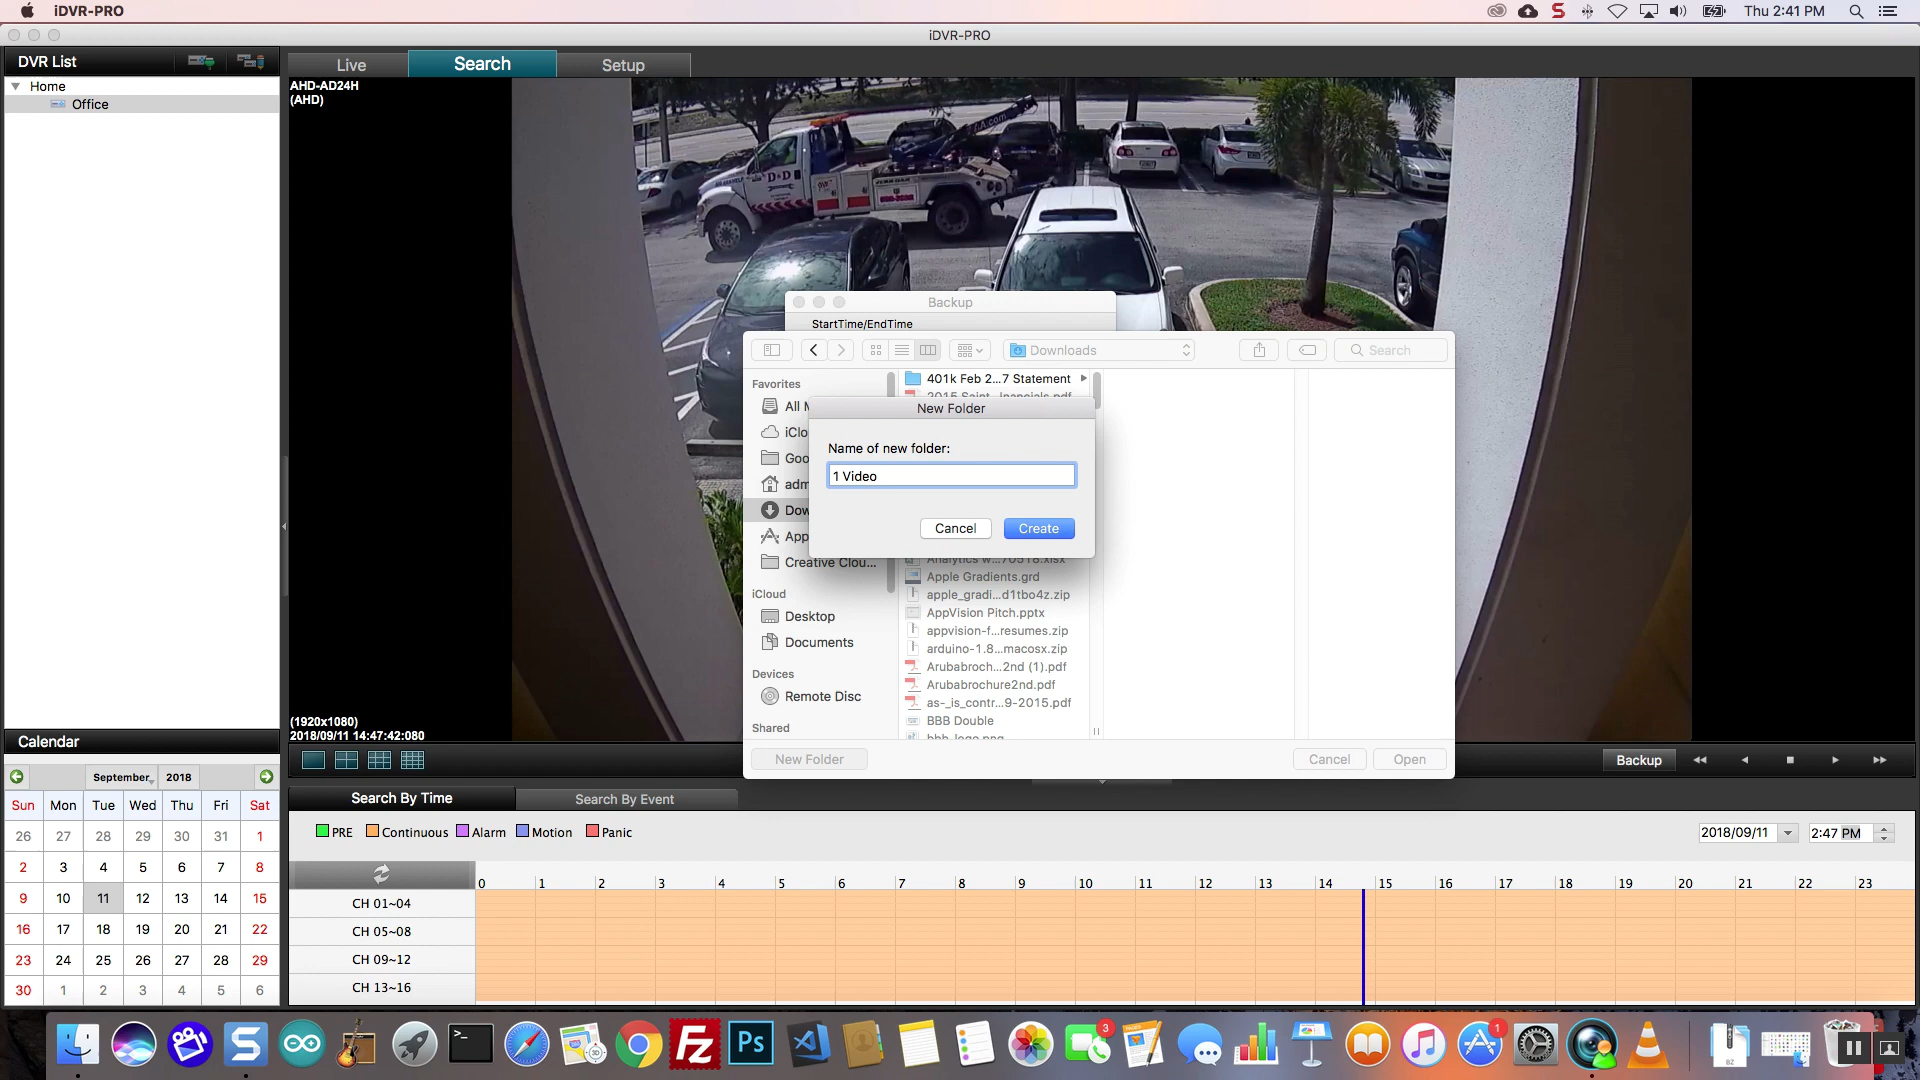 iDVR-PRO
Thu 2:41 PM
iDVR-PRO
DVR List
Live
Search
Setup
Home
Office
AHD-AD24H
(AHD)
D&D
Backup
StartTime/EndTime
Downloads
Search
Favorites
401k Feb 2...7 Statement
All M
iClo
Goo
adm
Dow
App
Creative Clou...
New Folder
Name of new folder:
1 Video
Cancel
Create
Apple Gradients.grd
apple_gradi...d1tbo4z.zip
AppVision Pitch.pptx
appvision-f...resumes.zip
arduino-1.8...macosx.zip
Arubabroch...2nd (1).pdf
Arubabrochure2nd.pdf
as-_is_contr...9-2015.pdf
BBB Double
iCloud
Desktop
Documents
Devices
Remote Disc
Shared
New Folder
Cancel
Open
(1920x1080)
2018/09/11 14:47:42:080
Backup
Calendar
September 2018
Sun Mon Tue Wed Thu Fri Sat
26 27 28 29 30 31 1
2 3 4 5 6 7 8
9 10 11 12 13 14 15
16 17 18 19 20 21 22
23 24 25 26 27 28 29
30 1 2 3 4 5 6
Search By Time
Search By Event
PRE Continuous Alarm Motion Panic
2018/09/11
2:47 PM
0 1 2 3 4 5 6 7 8 9 10 11 12 13 14 15 16 17 18 19 20 21 22 23
CH 01~04
CH 05~08
CH 09~12
CH 13~16
3
1
Ps